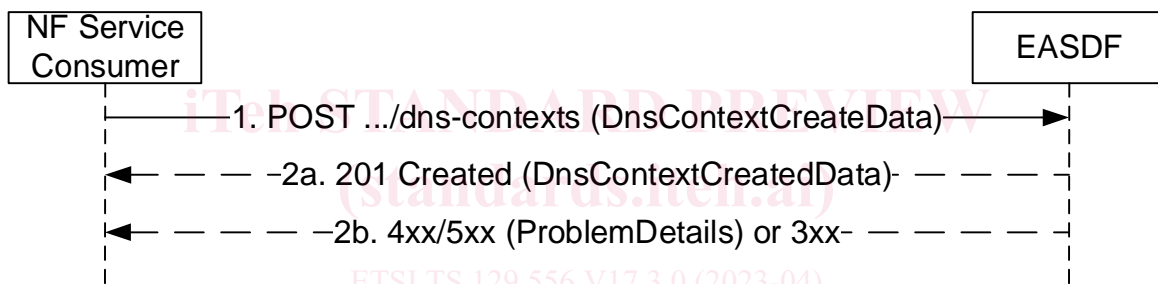 NF Service
Consumer
EASDF
iTeh STANDARD PREVIEW
1. POST .../dns-contexts (DnsContextCreateData)
2a. 201 Created (DnsContextCreatedData)
(standards.iteh.ai)
2b. 4xx/5xx (ProblemDetails) or 3xx
ETSI TS 129 556 V17.3.0 (2023-04)